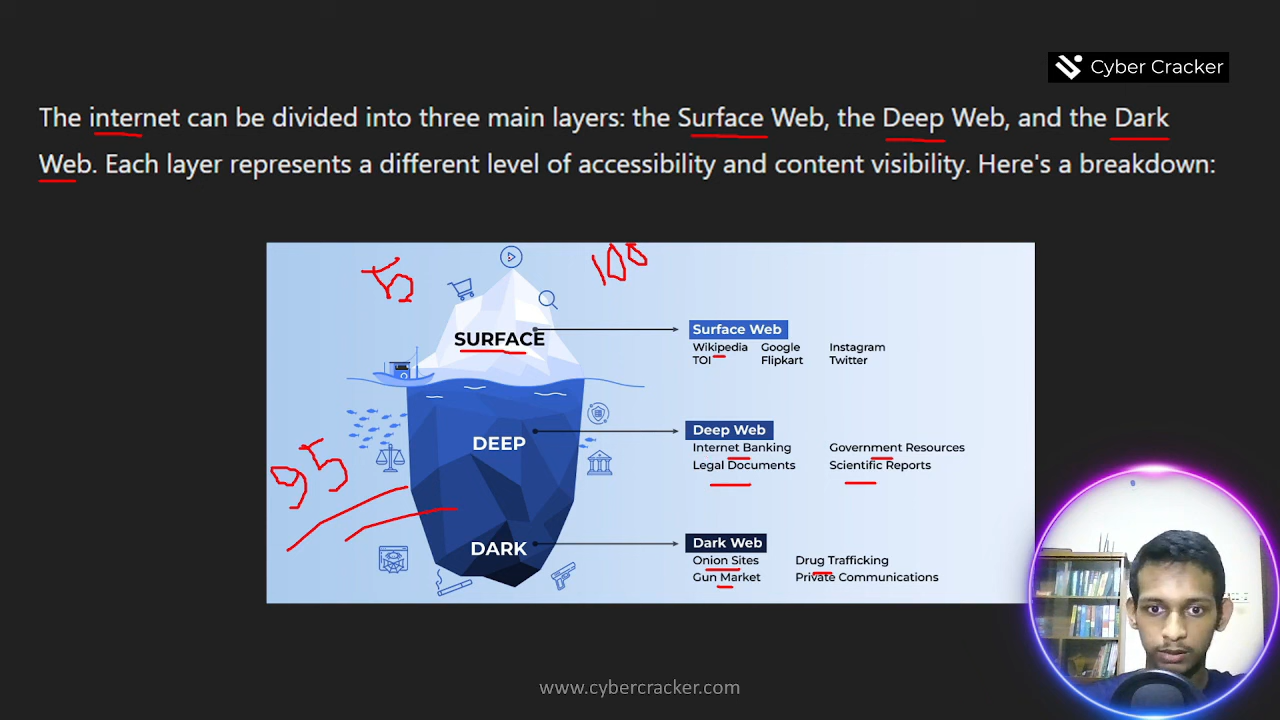 Cyber Cracker
The internet can be divided into three main layers: the Surface Web, the Deep Web, and the Dark
Web. Each layer represents a different level of accessibility and content visibility. Here's a breakdown:
5
100
SURFACE
Surface Web
Wikipedia Google Instagram
TOI Flipkart Twitter
DEEP
Deep Web
Internet Banking Government Resources
Legal Documents Scientific Reports
95
DARK
Dark Web
Onion Sites Drug Trafficking
Gun Market Private Communications
www.cybercracker.com